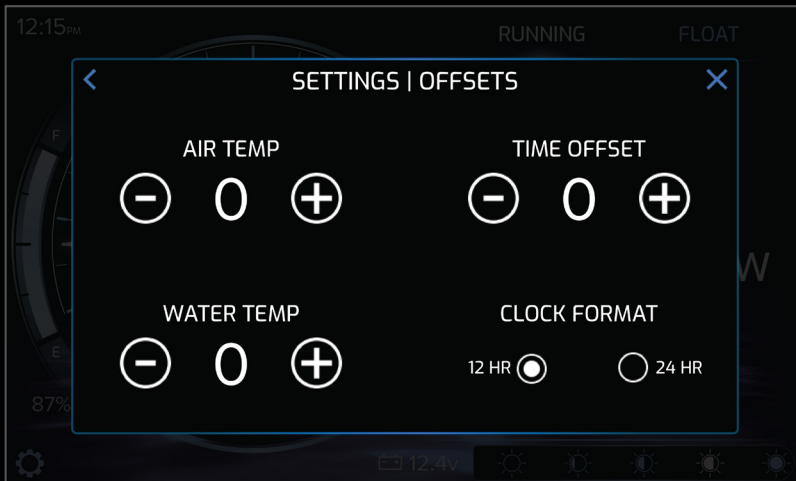 12:15PM
RUNNING
FLOAT
SETTINGS | OFFSETS
F
AIR TEMP
TIME OFFSET
0
0
W
WATER TEMP
CLOCK FORMAT
0
12 HR
24 HR
E
87%
12.4v